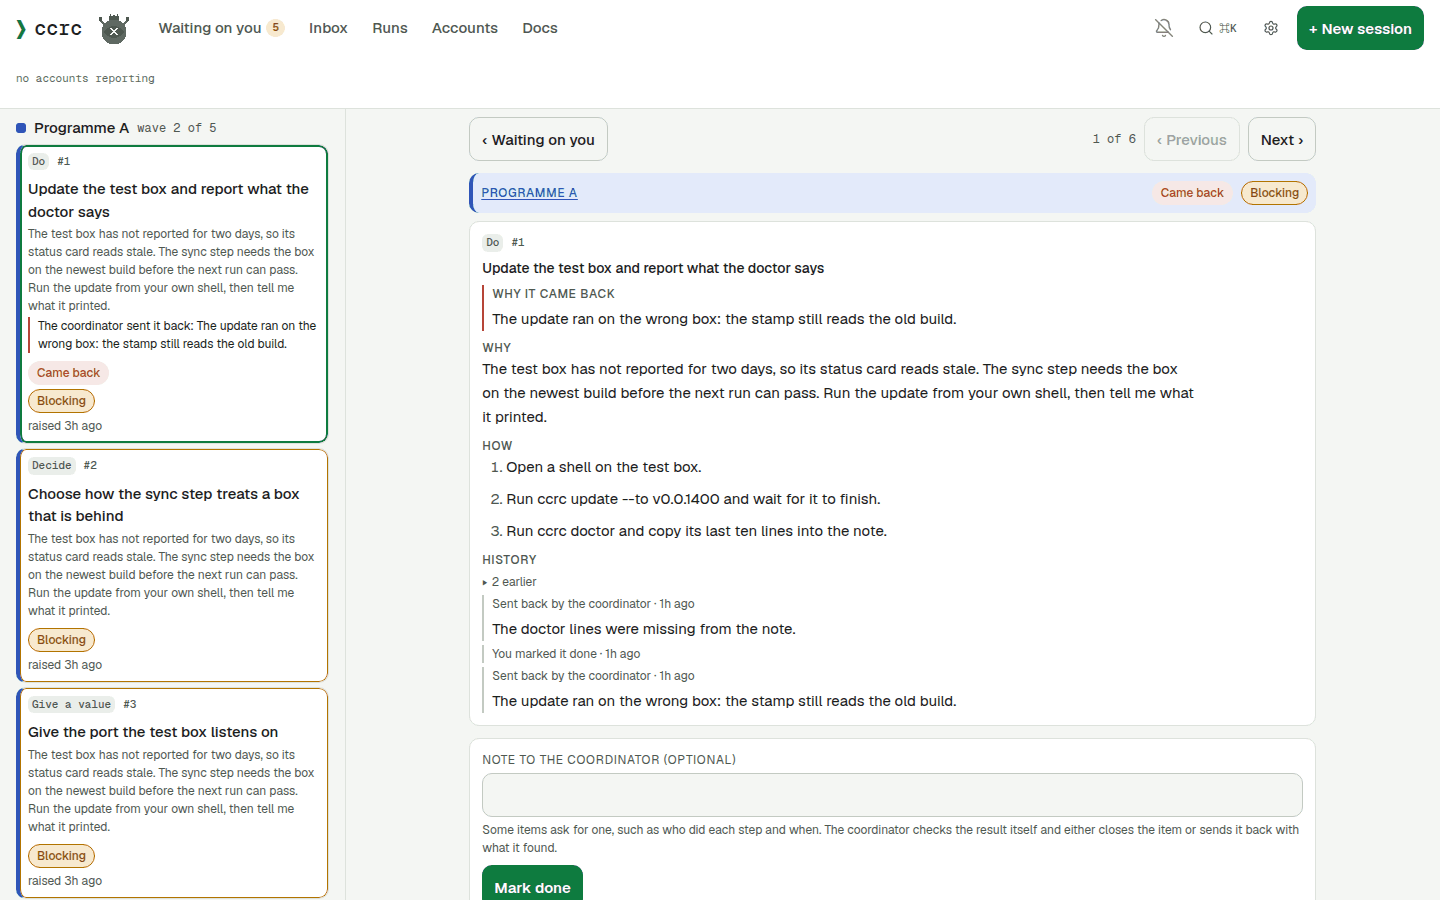 ccrc
Waiting on you 5
Inbox
Runs
Accounts
Docs
⌘K
+ New session
no accounts reporting
Programme A wave 2 of 5
Do #1
Update the test box and report what the
doctor says
The test box has not reported for two days, so its
status card reads stale. The sync step needs the box
on the newest build before the next run can pass.
Run the update from your own shell, then tell me
what it printed.
The coordinator sent it back: The update ran on the
wrong box: the stamp still reads the old build.
Came back
Blocking
raised 3h ago
Decide #2
Choose how the sync step treats a box
that is behind
The test box has not reported for two days, so its
status card reads stale. The sync step needs the box
on the newest build before the next run can pass.
Run the update from your own shell, then tell me
what it printed.
Blocking
raised 3h ago
Give a value #3
Give the port the test box listens on
The test box has not reported for two days, so its
status card reads stale. The sync step needs the box
on the newest build before the next run can pass.
Run the update from your own shell, then tell me
what it printed.
Blocking
raised 3h ago
‹ Waiting on you
1 of 6
‹ Previous
Next ›
PROGRAMME A
Came back
Blocking
Do #1
Update the test box and report what the doctor says
WHY IT CAME BACK
The update ran on the wrong box: the stamp still reads the old build.
WHY
The test box has not reported for two days, so its status card reads stale. The sync step needs the box
on the newest build before the next run can pass. Run the update from your own shell, then tell me what
it printed.
HOW
1. Open a shell on the test box.
2. Run ccrc update --to v0.0.1400 and wait for it to finish.
3. Run ccrc doctor and copy its last ten lines into the note.
HISTORY
▸ 2 earlier
Sent back by the coordinator · 1h ago
The doctor lines were missing from the note.
You marked it done · 1h ago
Sent back by the coordinator · 1h ago
The update ran on the wrong box: the stamp still reads the old build.
NOTE TO THE COORDINATOR (OPTIONAL)
Some items ask for one, such as who did each step and when. The coordinator checks the result itself and either closes the item or sends it back with
what it found.
Mark done